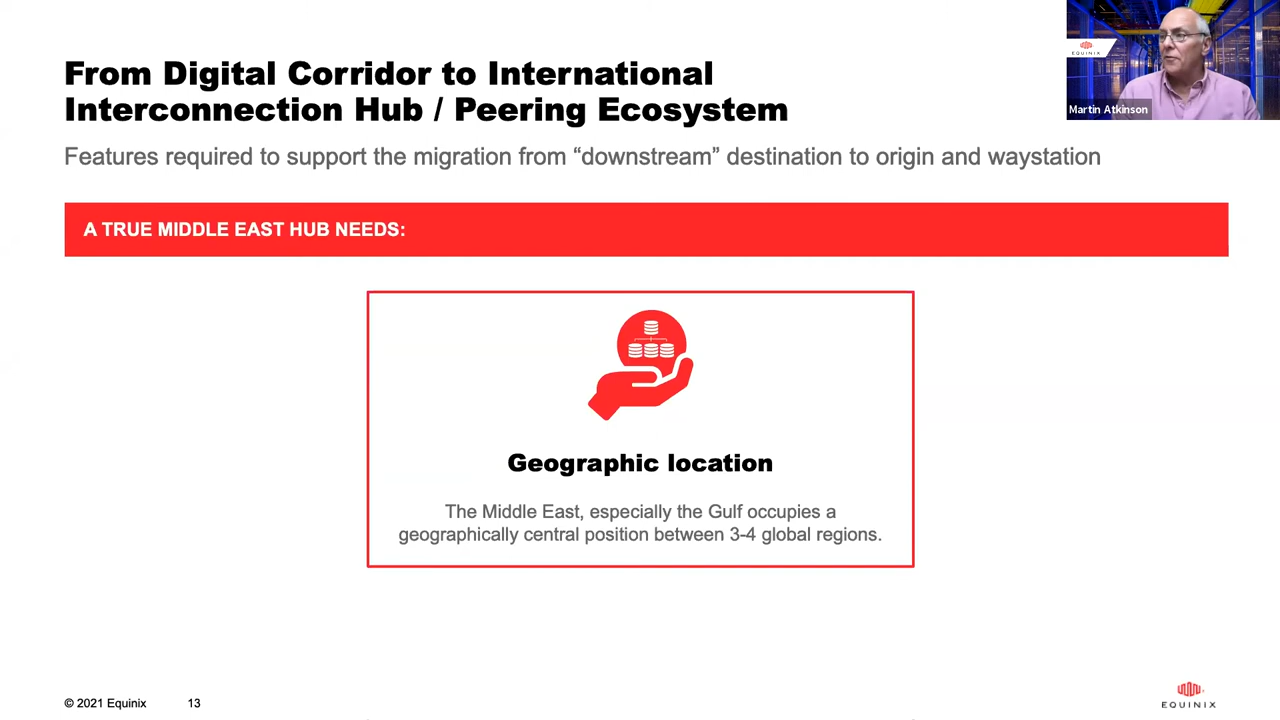 From Digital Corridor to International
Interconnection Hub / Peering Ecosystem
Features required to support the migration from “downstream” destination to origin and waystation
EQUINIX
Martin Atkinson
A TRUE MIDDLE EAST HUB NEEDS:
Geographic location
The Middle East, especially the Gulf occupies a
geographically central position between 3-4 global regions.
© 2021 Equinix 13
EQUINIX